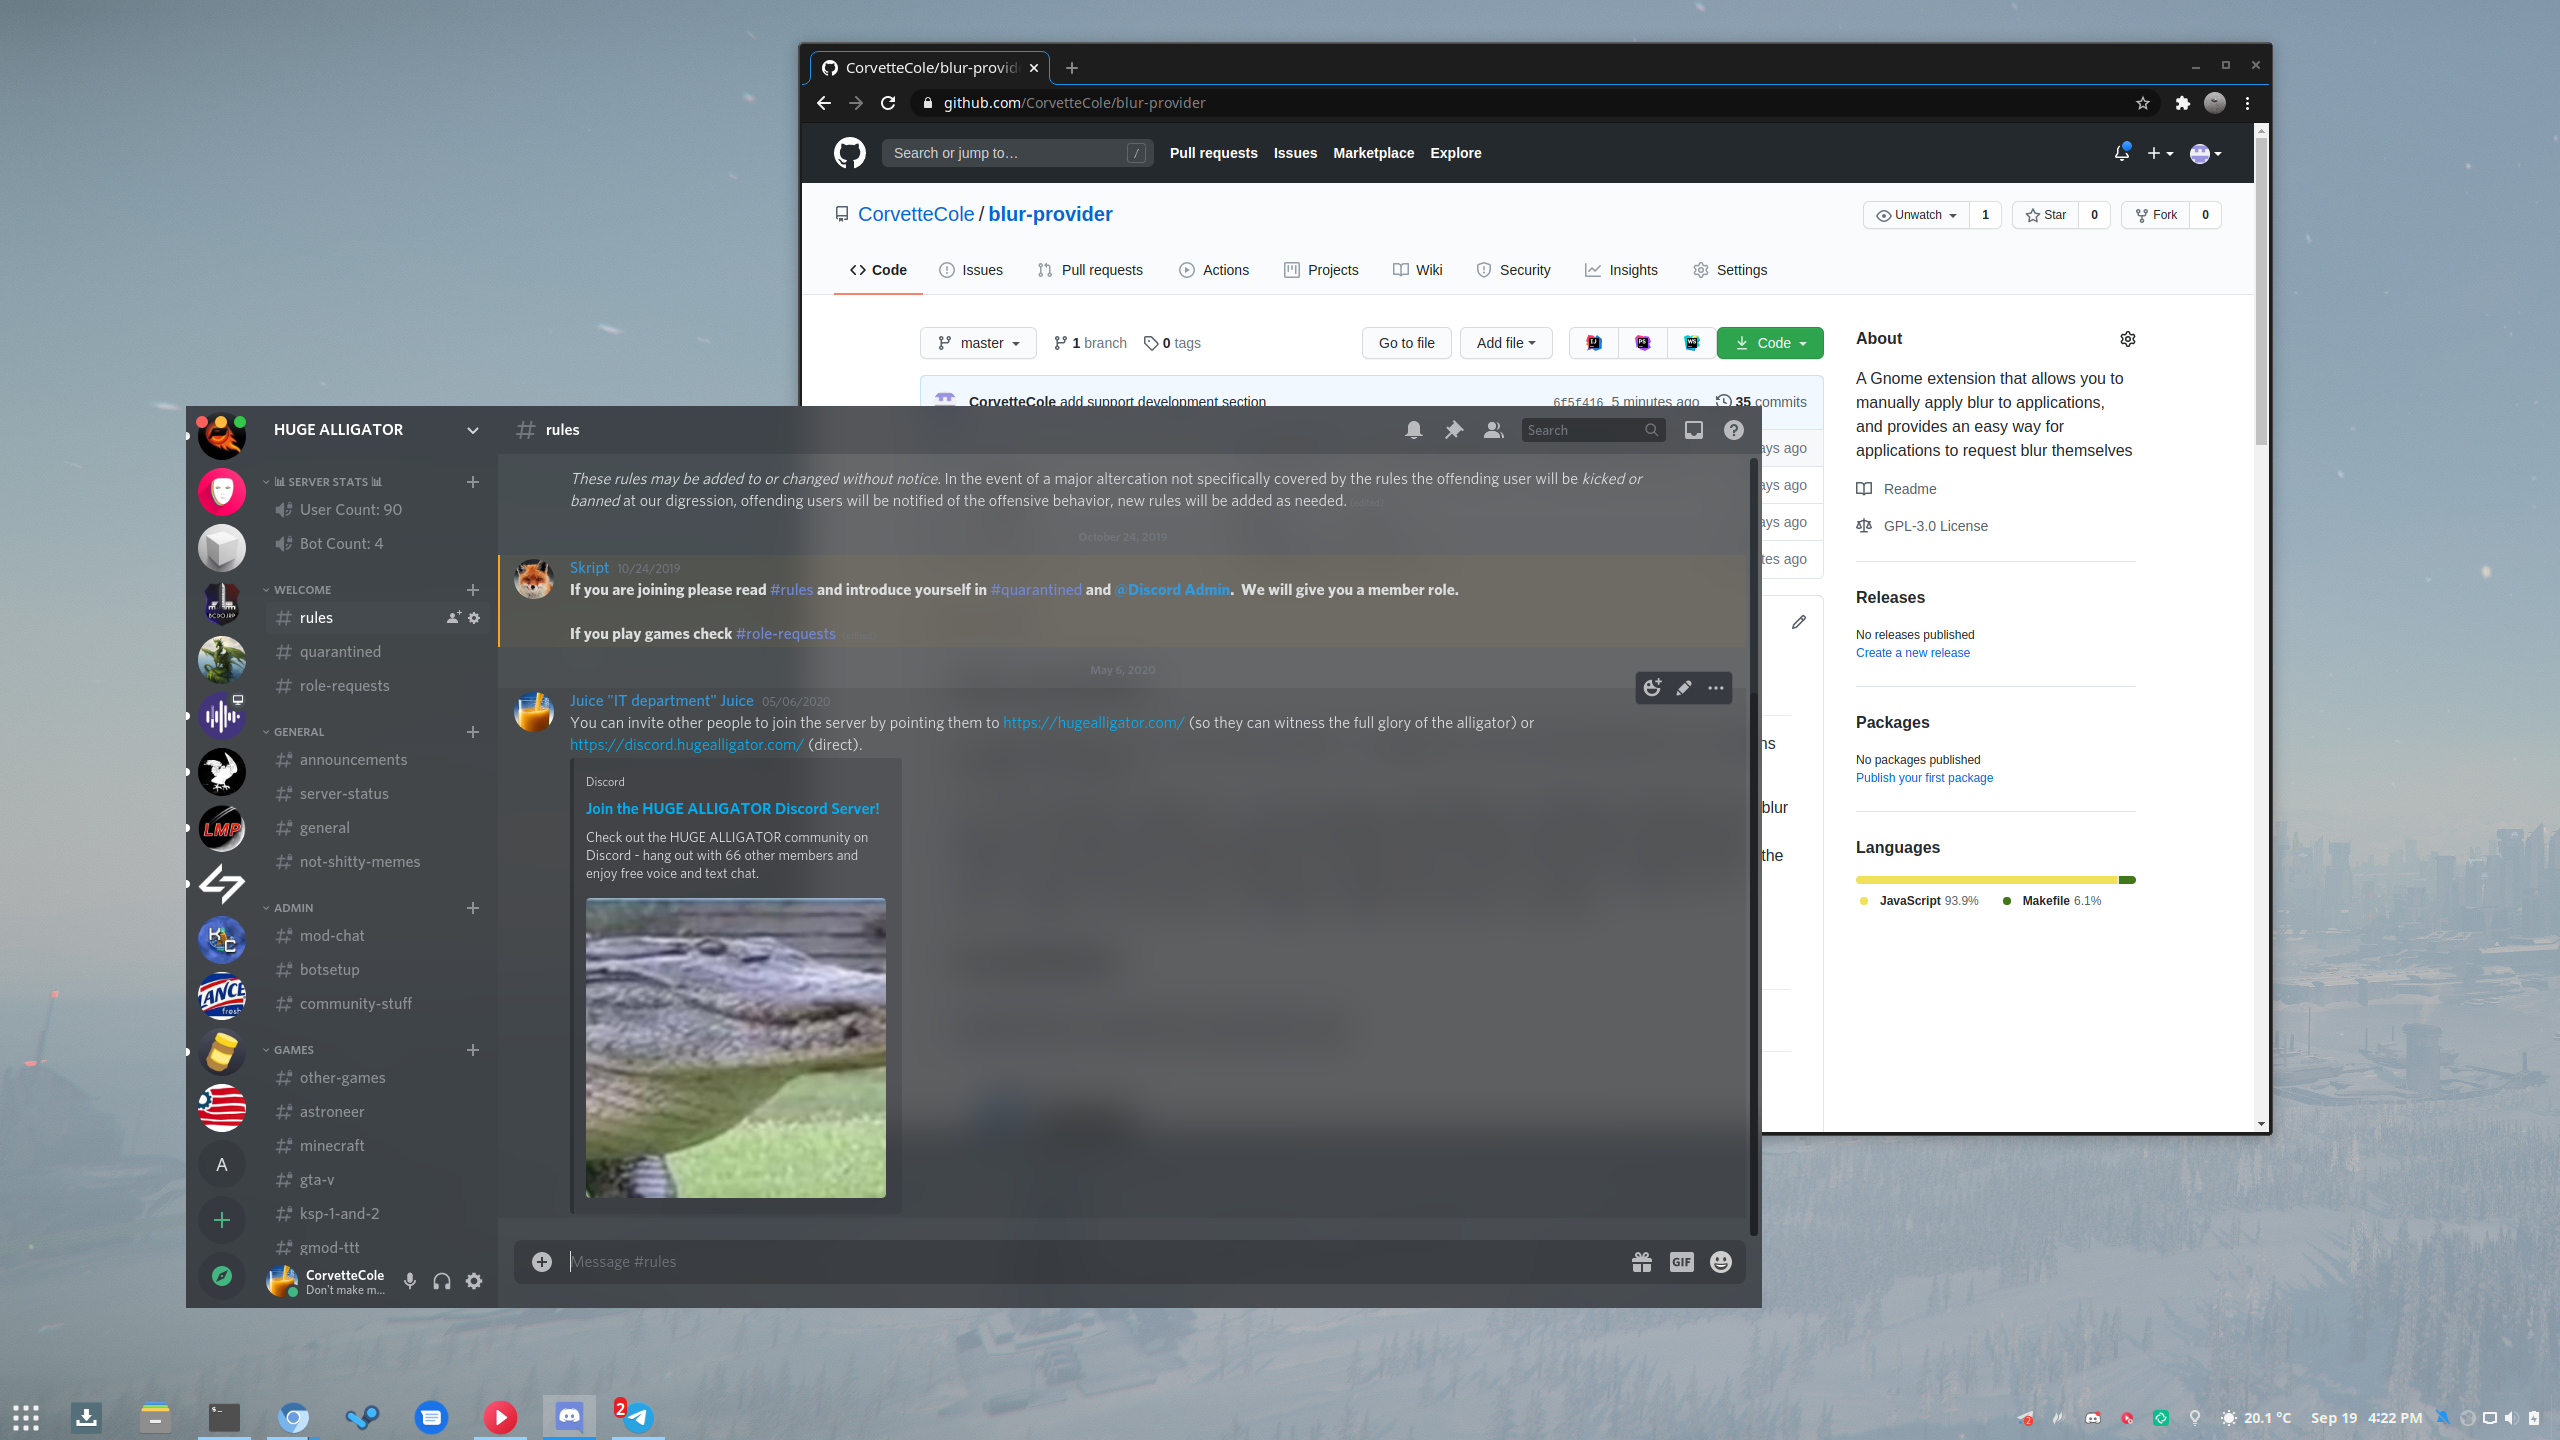 CorvetteCole/blur-provid
github.com/CorvetteCole/blur-provider
Search or jump to…
/
Pull requests
Issues
Marketplace
Explore
CorvetteCole / blur-provider
Unwatch
1
Star
0
Fork
0
Code
Issues
Pull requests
Actions
Projects
Wiki
Security
Insights
Settings
master
1 branch
0 tags
Go to file
Add file
Code
CorvetteCole add support development section
6f5f416 5 minutes ago
35 commits
ays ago
ays ago
ays ago
tes ago
ns
blur
the
About
A Gnome extension that allows you to
manually apply blur to applications,
and provides an easy way for
applications to request blur themselves
Readme
GPL-3.0 License
Releases
No releases published
Create a new release
Packages
No packages published
Publish your first package
Languages
JavaScript 93.9%
Makefile 6.1%
HUGE ALLIGATOR
SERVER STATS
User Count: 90
Bot Count: 4
WELCOME
rules
quarantined
role-requests
GENERAL
announcements
server-status
general
not-shitty-memes
ADMIN
mod-chat
botsetup
community-stuff
GAMES
other-games
astroneer
minecraft
gta-v
ksp-1-and-2
gmod-ttt
LMP
KC
LANCE
fresh
A
CorvetteCole
Don't make m...
rules
Search
These rules may be added to or changed without notice. In the event of a major altercation not specifically covered by the rules the offending user will be kicked or
banned at our digression, offending users will be notified of the offensive behavior, new rules will be added as needed. (edited)
October 24, 2019
Skript 10/24/2019
If you are joining please read #rules and introduce yourself in #quarantined and @Discord Admin. We will give you a member role.
If you play games check #role-requests (edited)
May 6, 2020
Juice "IT department" Juice 05/06/2020
You can invite other people to join the server by pointing them to https://hugealligator.com/ (so they can witness the full glory of the alligator) or
https://discord.hugealligator.com/ (direct).
Discord
Join the HUGE ALLIGATOR Discord Server!
Check out the HUGE ALLIGATOR community on
Discord - hang out with 66 other members and
enjoy free voice and text chat.
Message #rules
GIF
2
20.1 °C
Sep 19 4:22 PM